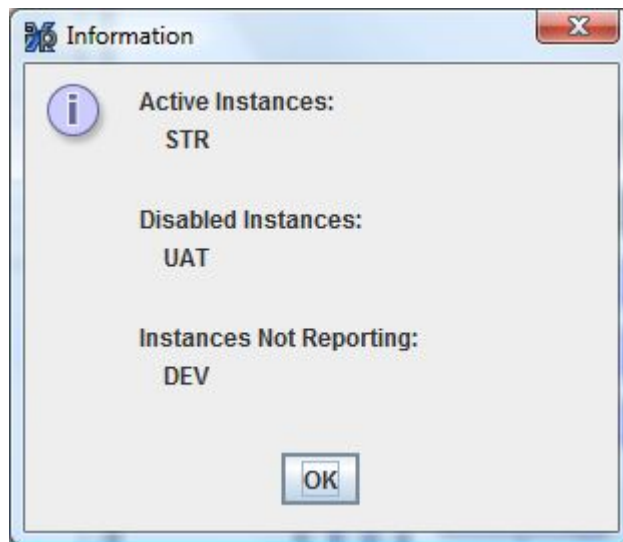 Information
Active Instances:
STR
Disabled Instances:
UAT
Instances Not Reporting:
DEV
OK